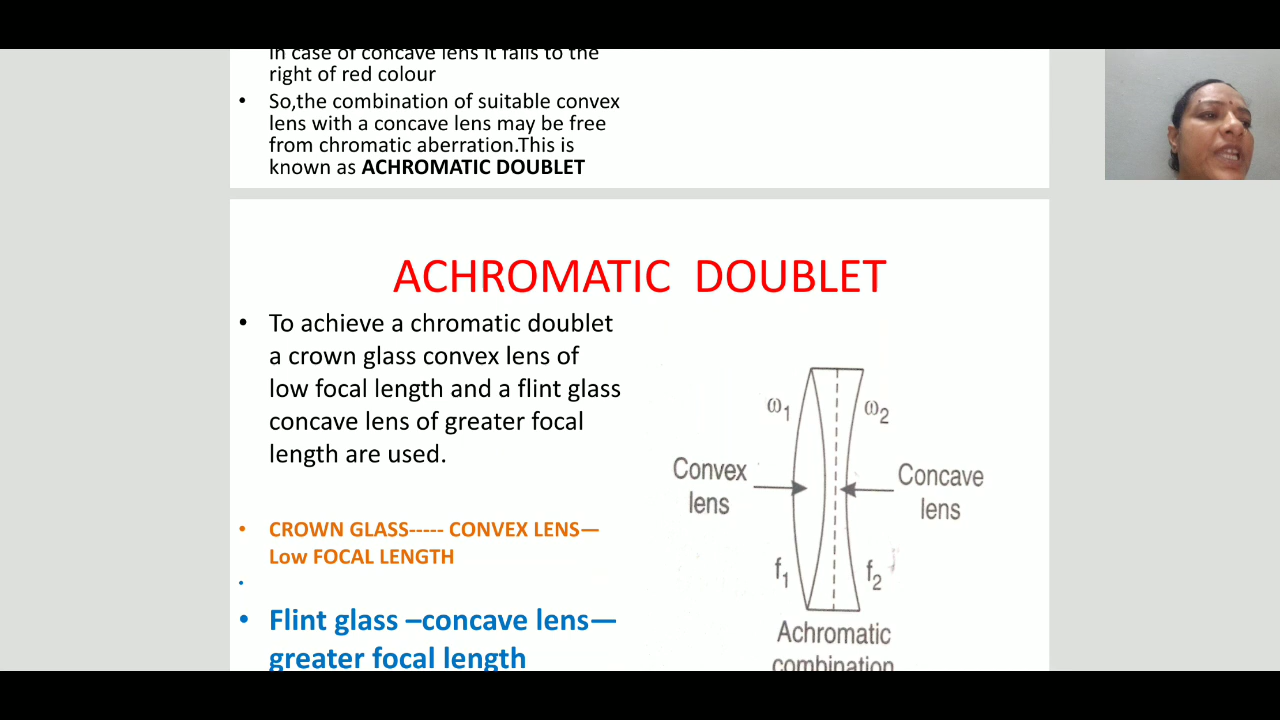 in case of concave lens it falls to the
right of red colour
• So,the combination of suitable convex
lens with a concave lens may be free
from chromatic aberration.This is
known as ACHROMATIC DOUBLET
ACHROMATIC DOUBLET
• To achieve a chromatic doublet
a crown glass convex lens of
low focal length and a flint glass
concave lens of greater focal
length are used.
• CROWN GLASS----- CONVEX LENS—
Low FOCAL LENGTH
•
• Flint glass –concave lens—
greater focal length
ω₁
ω₂
Convex
lens
Concave
lens
f₁
f₂
Achromatic
combination